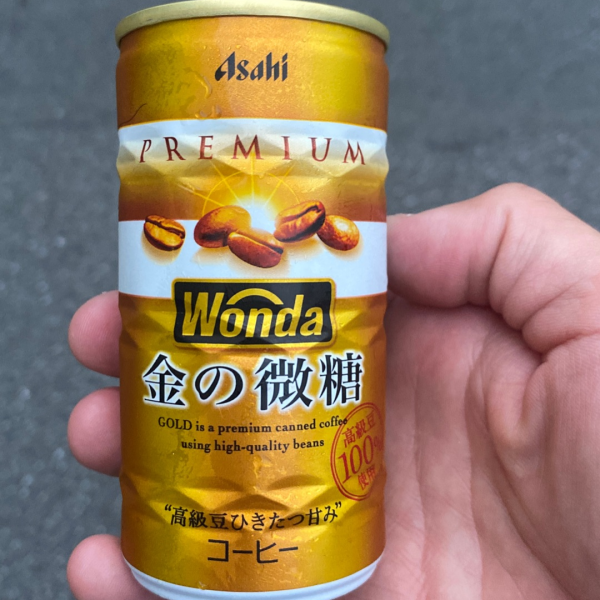 Asahi
PREMIUM
Wonda
金の微糖
GOLD is a premium canned coffee
using high-quality beans
高級豆
100%
使用
“高級豆ひきたつ甘み”
コーヒー